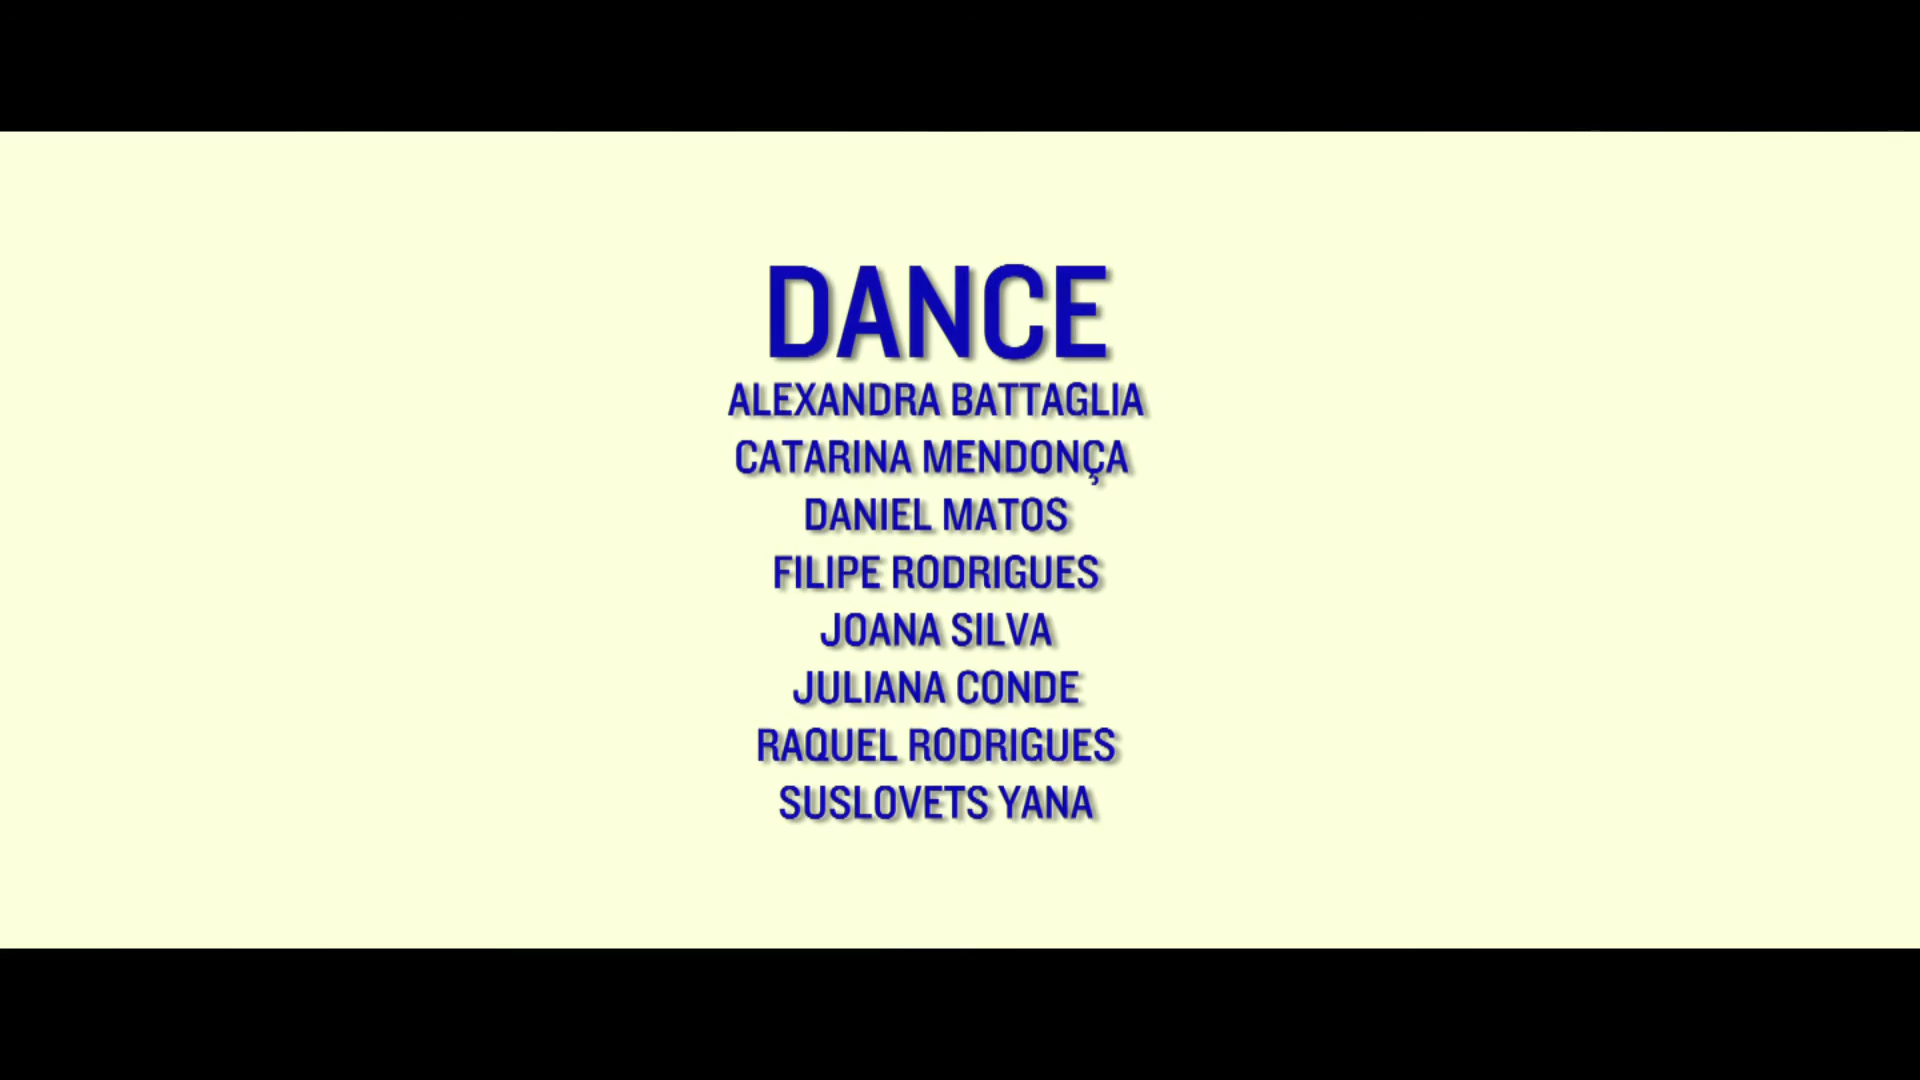 DANCE
ALEXANDRA BATTAGLIA
CATARINA MENDONÇA
DANIEL MATOS
FILIPE RODRIGUES
JOANA SILVA
JULIANA CONDE
RAQUEL RODRIGUES
SUSLOVETS YANA